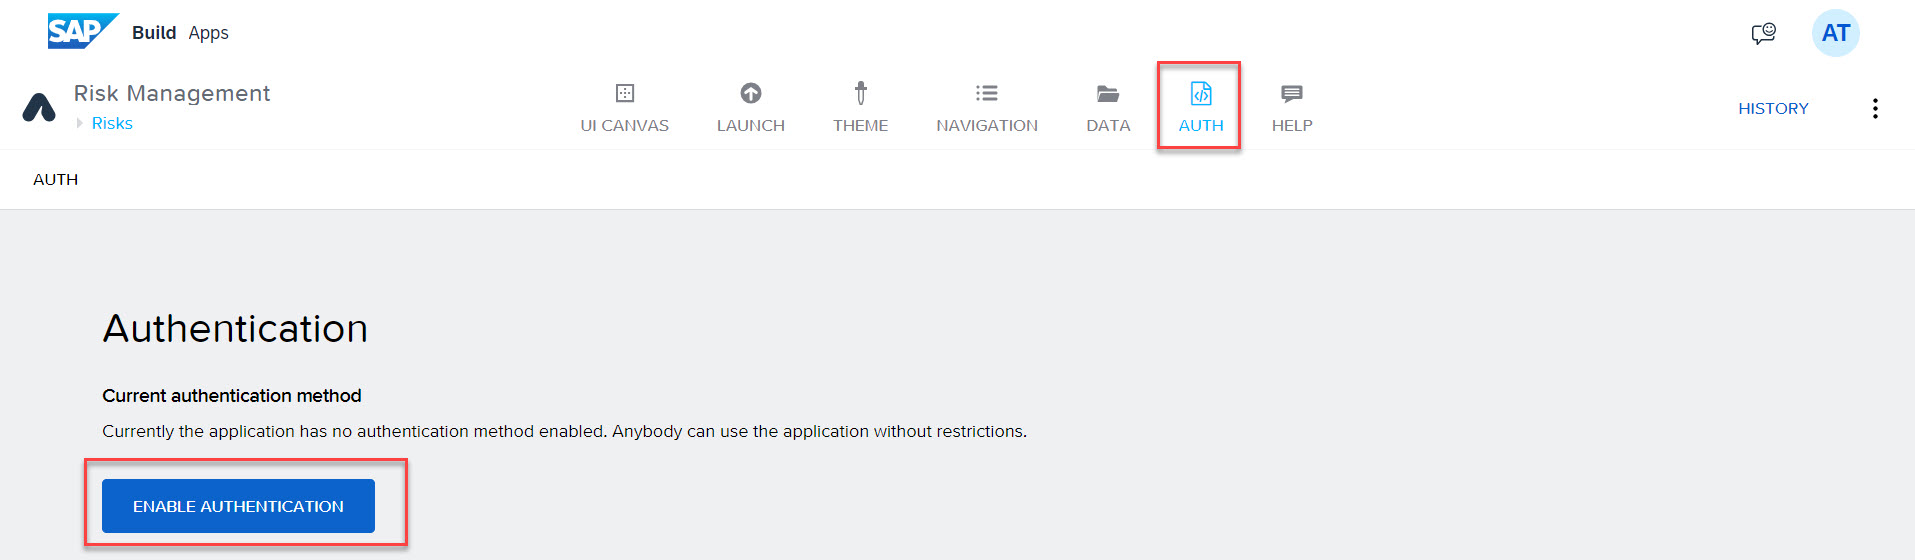 SAP Build Apps
AT
Risk Management
Risks
UI CANVAS
LAUNCH
THEME
NAVIGATION
DATA
AUTH
HELP
HISTORY
AUTH
Authentication
Current authentication method
Currently the application has no authentication method enabled. Anybody can use the application without restrictions.
ENABLE AUTHENTICATION